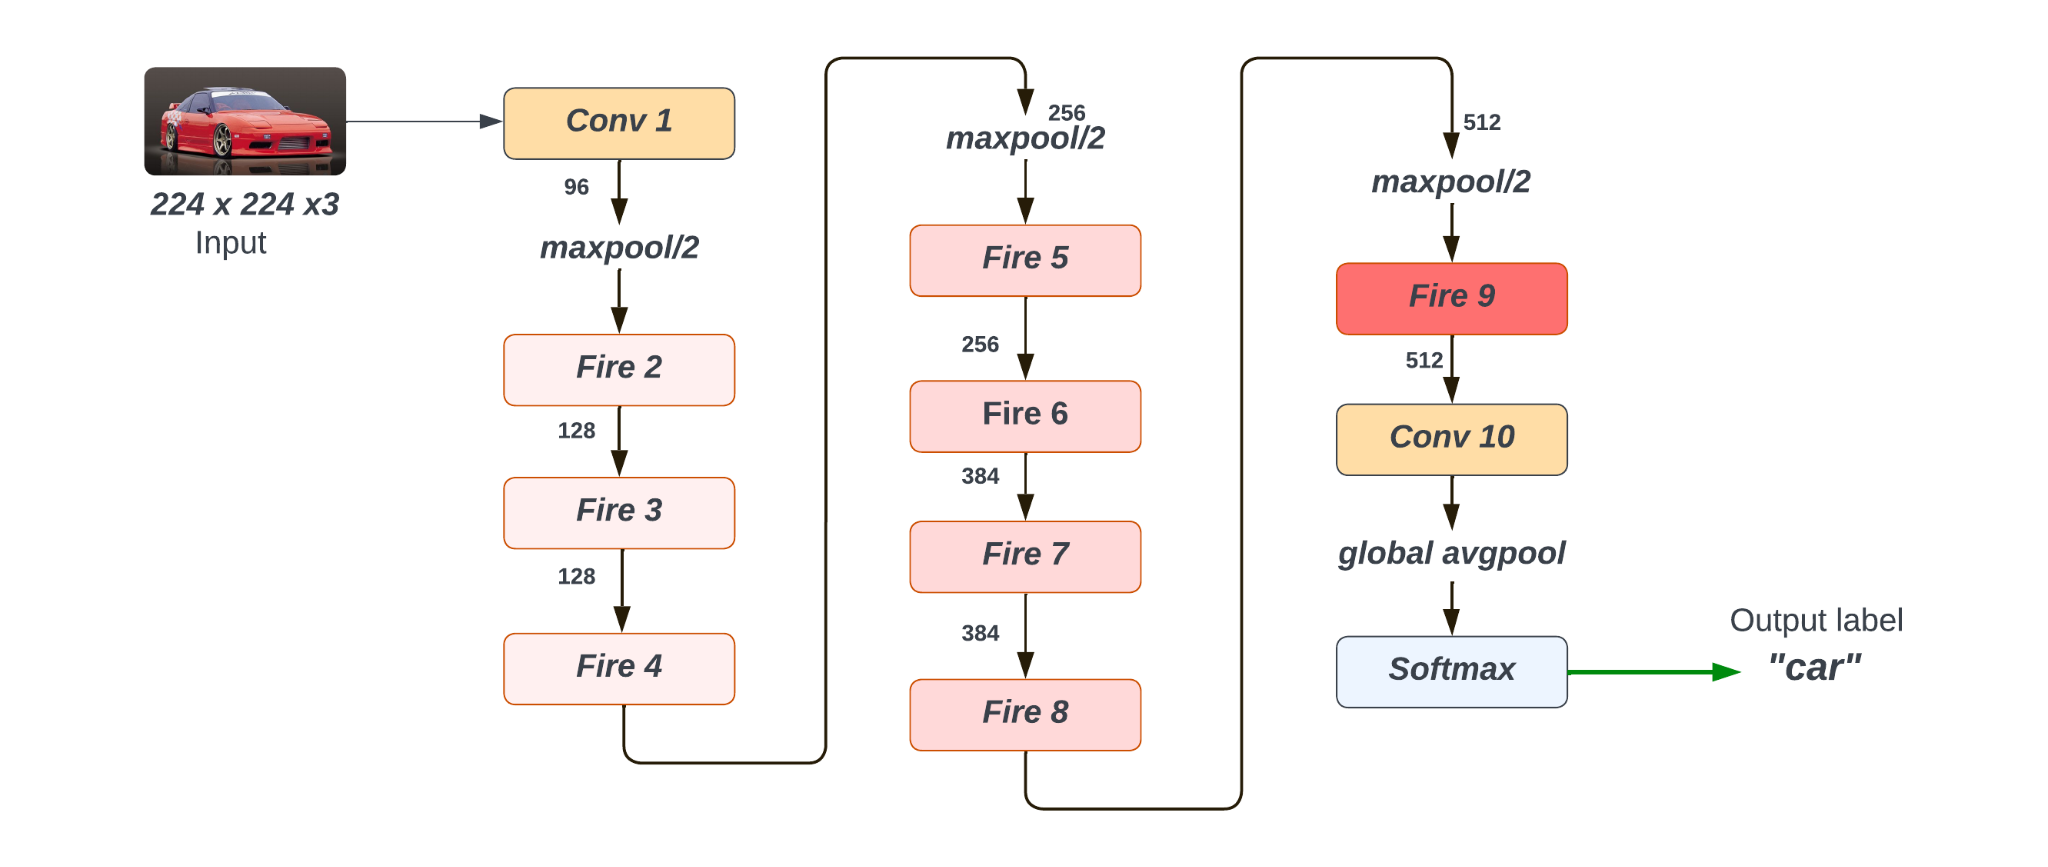 224 x 224 x3
Input
Conv 1
96
maxpool/2
Fire 2
128
Fire 3
128
Fire 4
256
maxpool/2
Fire 5
256
Fire 6
384
Fire 7
384
Fire 8
512
maxpool/2
Fire 9
512
Conv 10
global avgpool
Softmax
Output label
"car"